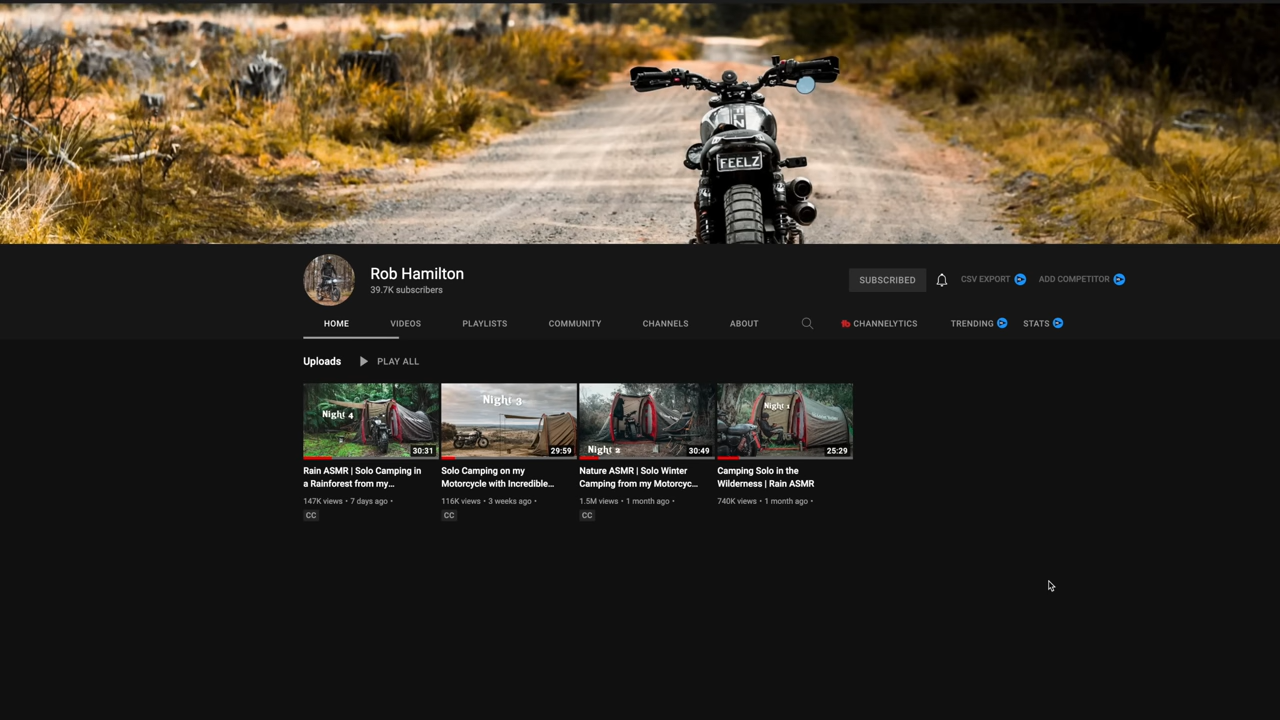 FEELZ
Rob Hamilton
39.7K subscribers
SUBSCRIBED
CSV EXPORT
ADD COMPETITOR
HOME
VIDEOS
PLAYLISTS
COMMUNITY
CHANNELS
ABOUT
CHANNELYTICS
TRENDING
STATS
Uploads
PLAY ALL
Night 4
30:31
Night 3
29:59
Night 2
30:49
Night 1
25:29
Rain ASMR | Solo Camping in
a Rainforest from my...
147K views • 7 days ago •
CC
Solo Camping on my
Motorcycle with Incredible...
116K views • 3 weeks ago •
CC
Nature ASMR | Solo Winter
Camping from my Motorcyc...
1.5M views • 1 month ago •
CC
Camping Solo in the
Wilderness | Rain ASMR
740K views • 1 month ago •